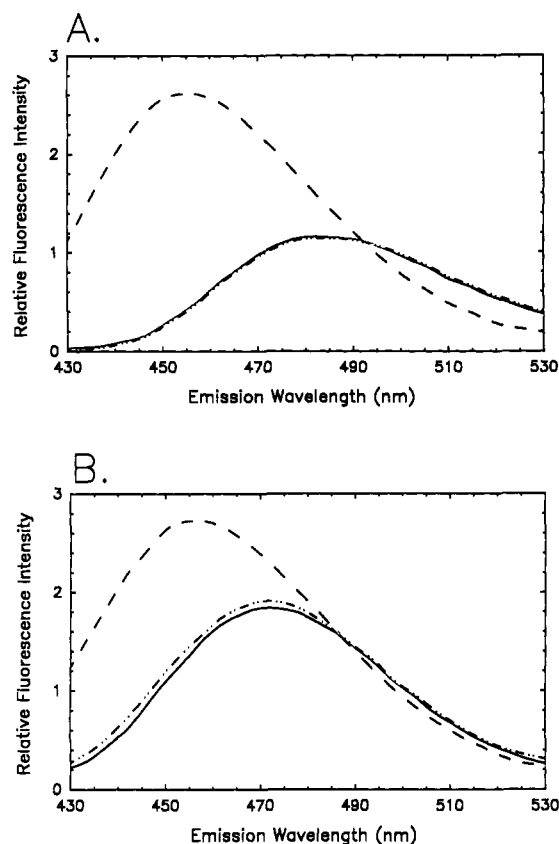 A.
3
2
1
0
Relative Fluorescence Intensity
430 450 470 490 510 530
Emission Wavelength (nm)
B.
3
2
1
0
Relative Fluorescence Intensity
430 450 470 490 510 530
Emission Wavelength (nm)